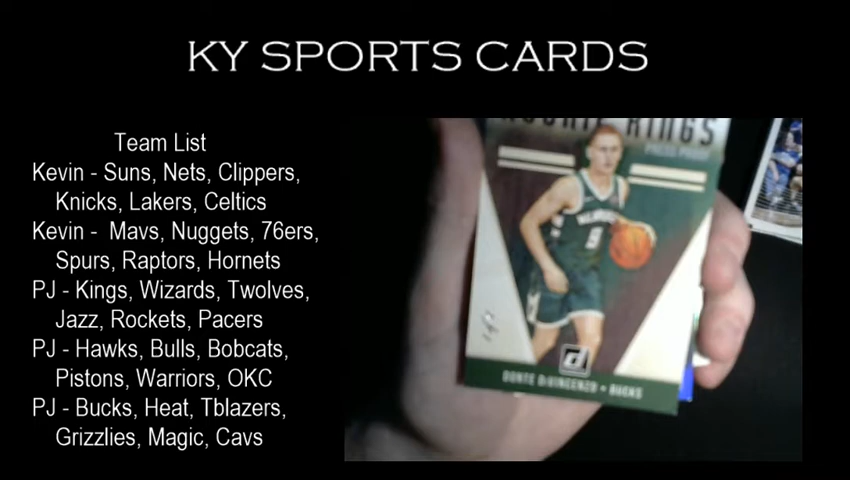 KY SPORTS CARDS
Team List
Kevin - Suns, Nets, Clippers,
Knicks, Lakers, Celtics
Kevin - Mavs, Nuggets, 76ers,
Spurs, Raptors, Hornets
PJ - Kings, Wizards, Twolves,
Jazz, Rockets, Pacers
PJ - Hawks, Bulls, Bobcats,
Pistons, Warriors, OKC
PJ - Bucks, Heat, Tblazers,
Grizzlies, Magic, Cavs
PRESS PROOF
9
d
DONTE DiVINCENZO • BUCKS